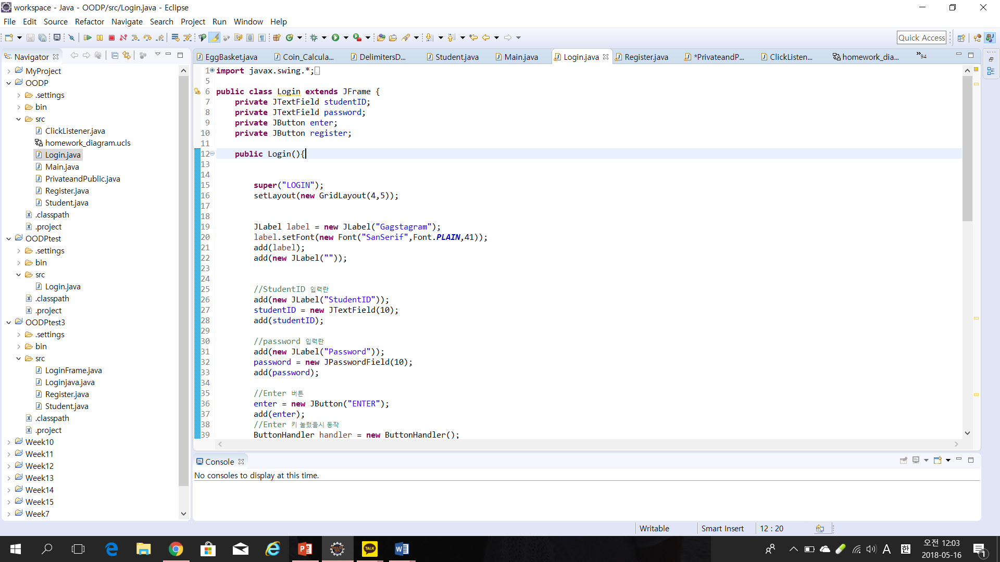 workspace - Java - OODP/src/Login.java - Eclipse
File Edit Source Refactor Navigate Search Project Run Window Help
Quick Access
Navigator
EggBasket.java Coin_Calcula... DelimitersD... Student.java Main.java Login.java Register.java *PrivateandP... ClickListen... homework_dia... »94
MyProject
OODP
.settings
bin
src
ClickListener.java
homework_diagram.ucls
Login.java
Main.java
PrivateandPublic.java
Register.java
Student.java
.classpath
.project
OODPtest
.settings
bin
src
Login.java
.classpath
.project
OODPtest3
.settings
bin
src
LoginFrame.java
Loginjava.java
Register.java
Student.java
.classpath
.project
Week10
Week11
Week12
Week13
Week14
Week15
Week7
1 import javax.swing.*;
5
6 public class Login extends JFrame {
7 private JTextField studentID;
8 private JTextField password;
9 private JButton enter;
10 private JButton register;
11
12 public Login(){
13
14
15 super("LOGIN");
16 setLayout(new GridLayout(4,5));
17
18
19 JLabel label = new JLabel("Gagstagram");
20 label.setFont(new Font("SanSerif",Font.PLAIN,41));
21 add(label);
22 add(new JLabel(""));
23
24
25 //StudentID 입력란
26 add(new JLabel("StudentID"));
27 studentID = new JTextField(10);
28 add(studentID);
29
30 //password 입력란
31 add(new JLabel("Password"));
32 password = new JPasswordField(10);
33 add(password);
34
35 //Enter 버튼
36 enter = new JButton("ENTER");
37 add(enter);
38 //Enter 키 눌렀을시 동작
39 ButtonHandler handler = new ButtonHandler();
Console
No consoles to display at this time.
Writable Smart Insert 12 : 20
TALK
A 한
오전 12:03
2018-05-16
1